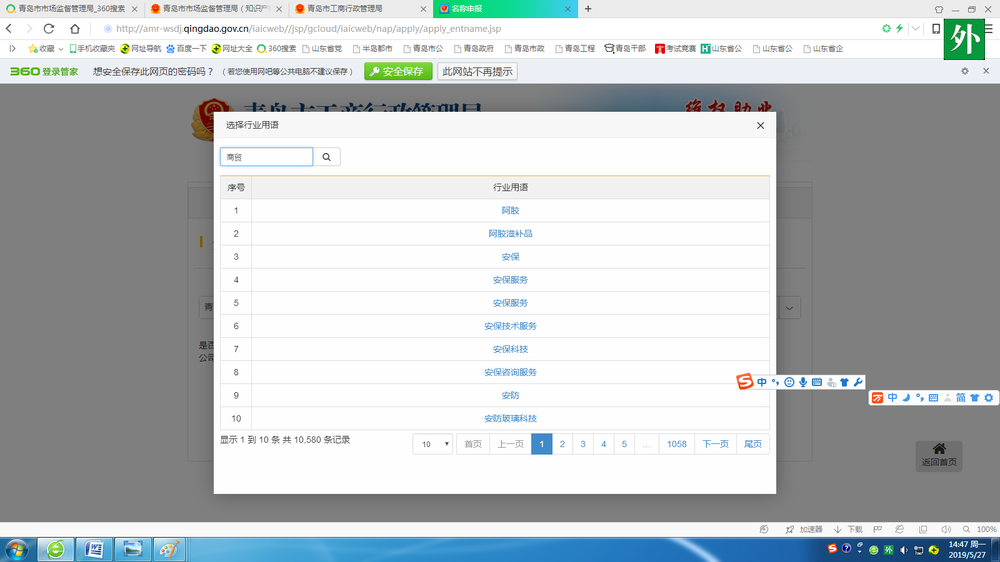 青岛市市场监督管理局_360搜索
青岛市市场监督管理局（知识产
青岛市工商行政管理局
名称申报
http://amr-wsdj.qingdao.gov.cn/iaicweb//jsp/gcloud/iaicweb/nap/apply/apply_entname.jsp
收藏 手机收藏夹 网址导航 百度一下 网址大全 360搜索 山东省党 半岛都市 青岛市公 青岛政府 青岛市政 青岛工程 青岛干部 考试竞赛 山东省公 山东省公 山东省企
外
360 登录管家 想安全保存此网页的密码吗？（若您使用网吧等公共电脑不建议保存） 安全保存 此网站不再提示
青岛市工商行政管理局
维权助业
选择行业用语
商贸
序号 行业用语
1 阿胶
2 阿胶滋补品
3 安保
4 安保服务
5 安保服务
6 安保技术服务
7 安保科技
8 安保咨询服务
9 安防
10 安防玻璃科技
显示 1 到 10 条 共 10,580 条记录
10 首页 上一页 1 2 3 4 5 … 1058 下一页 尾页
青
是否
公司
中
中 简
返回首页
加速器 下载 100%
外
14:47 周一
2019/5/27